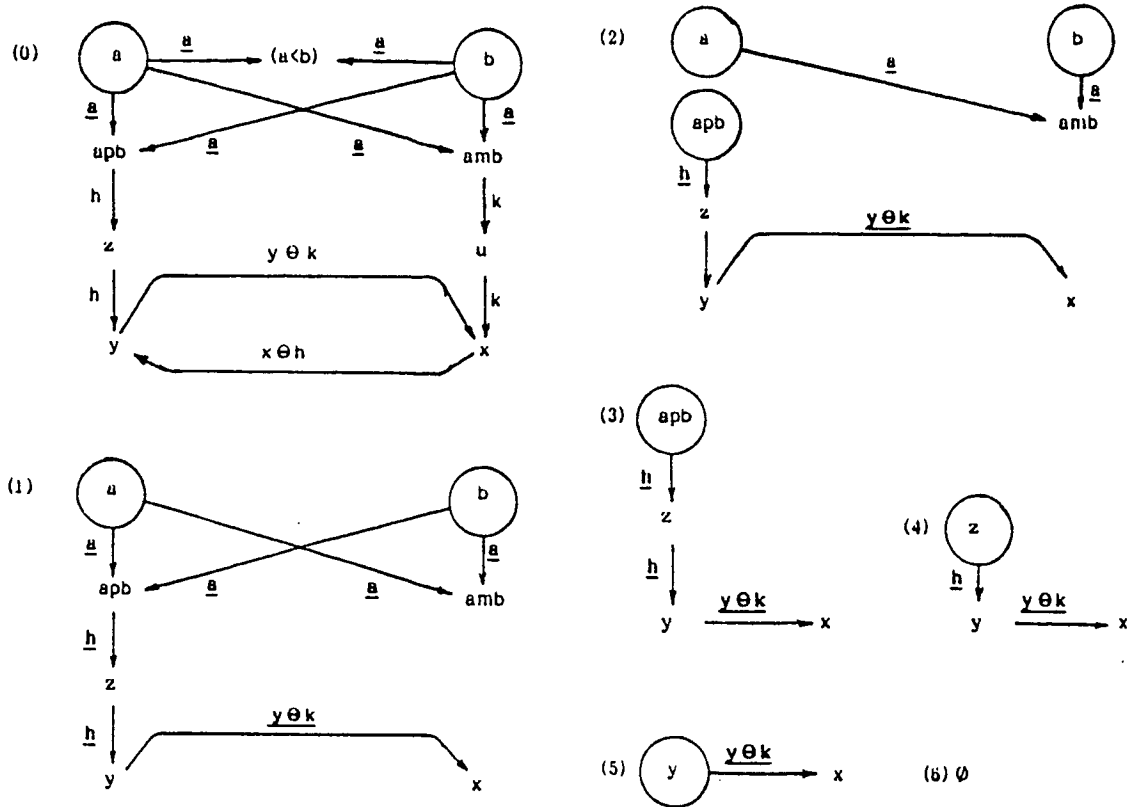 (0)
a
a
(a<b)
a
b
a
a
apb
a
a
amb
h
k
z
u
y Θ k
h
k
y
x
x Θ h
(1)
a
b
a
a
apb
a
a
amb
h
z
h
y Θ k
y
x
(2)
a
b
a
a
apb
amb
h
z
y Θ k
y
x
(3)
apb
h
z
h
y
y Θ k
x
(4)
z
h
y
y Θ k
x
(5)
y
y Θ k
x
(6) Ø